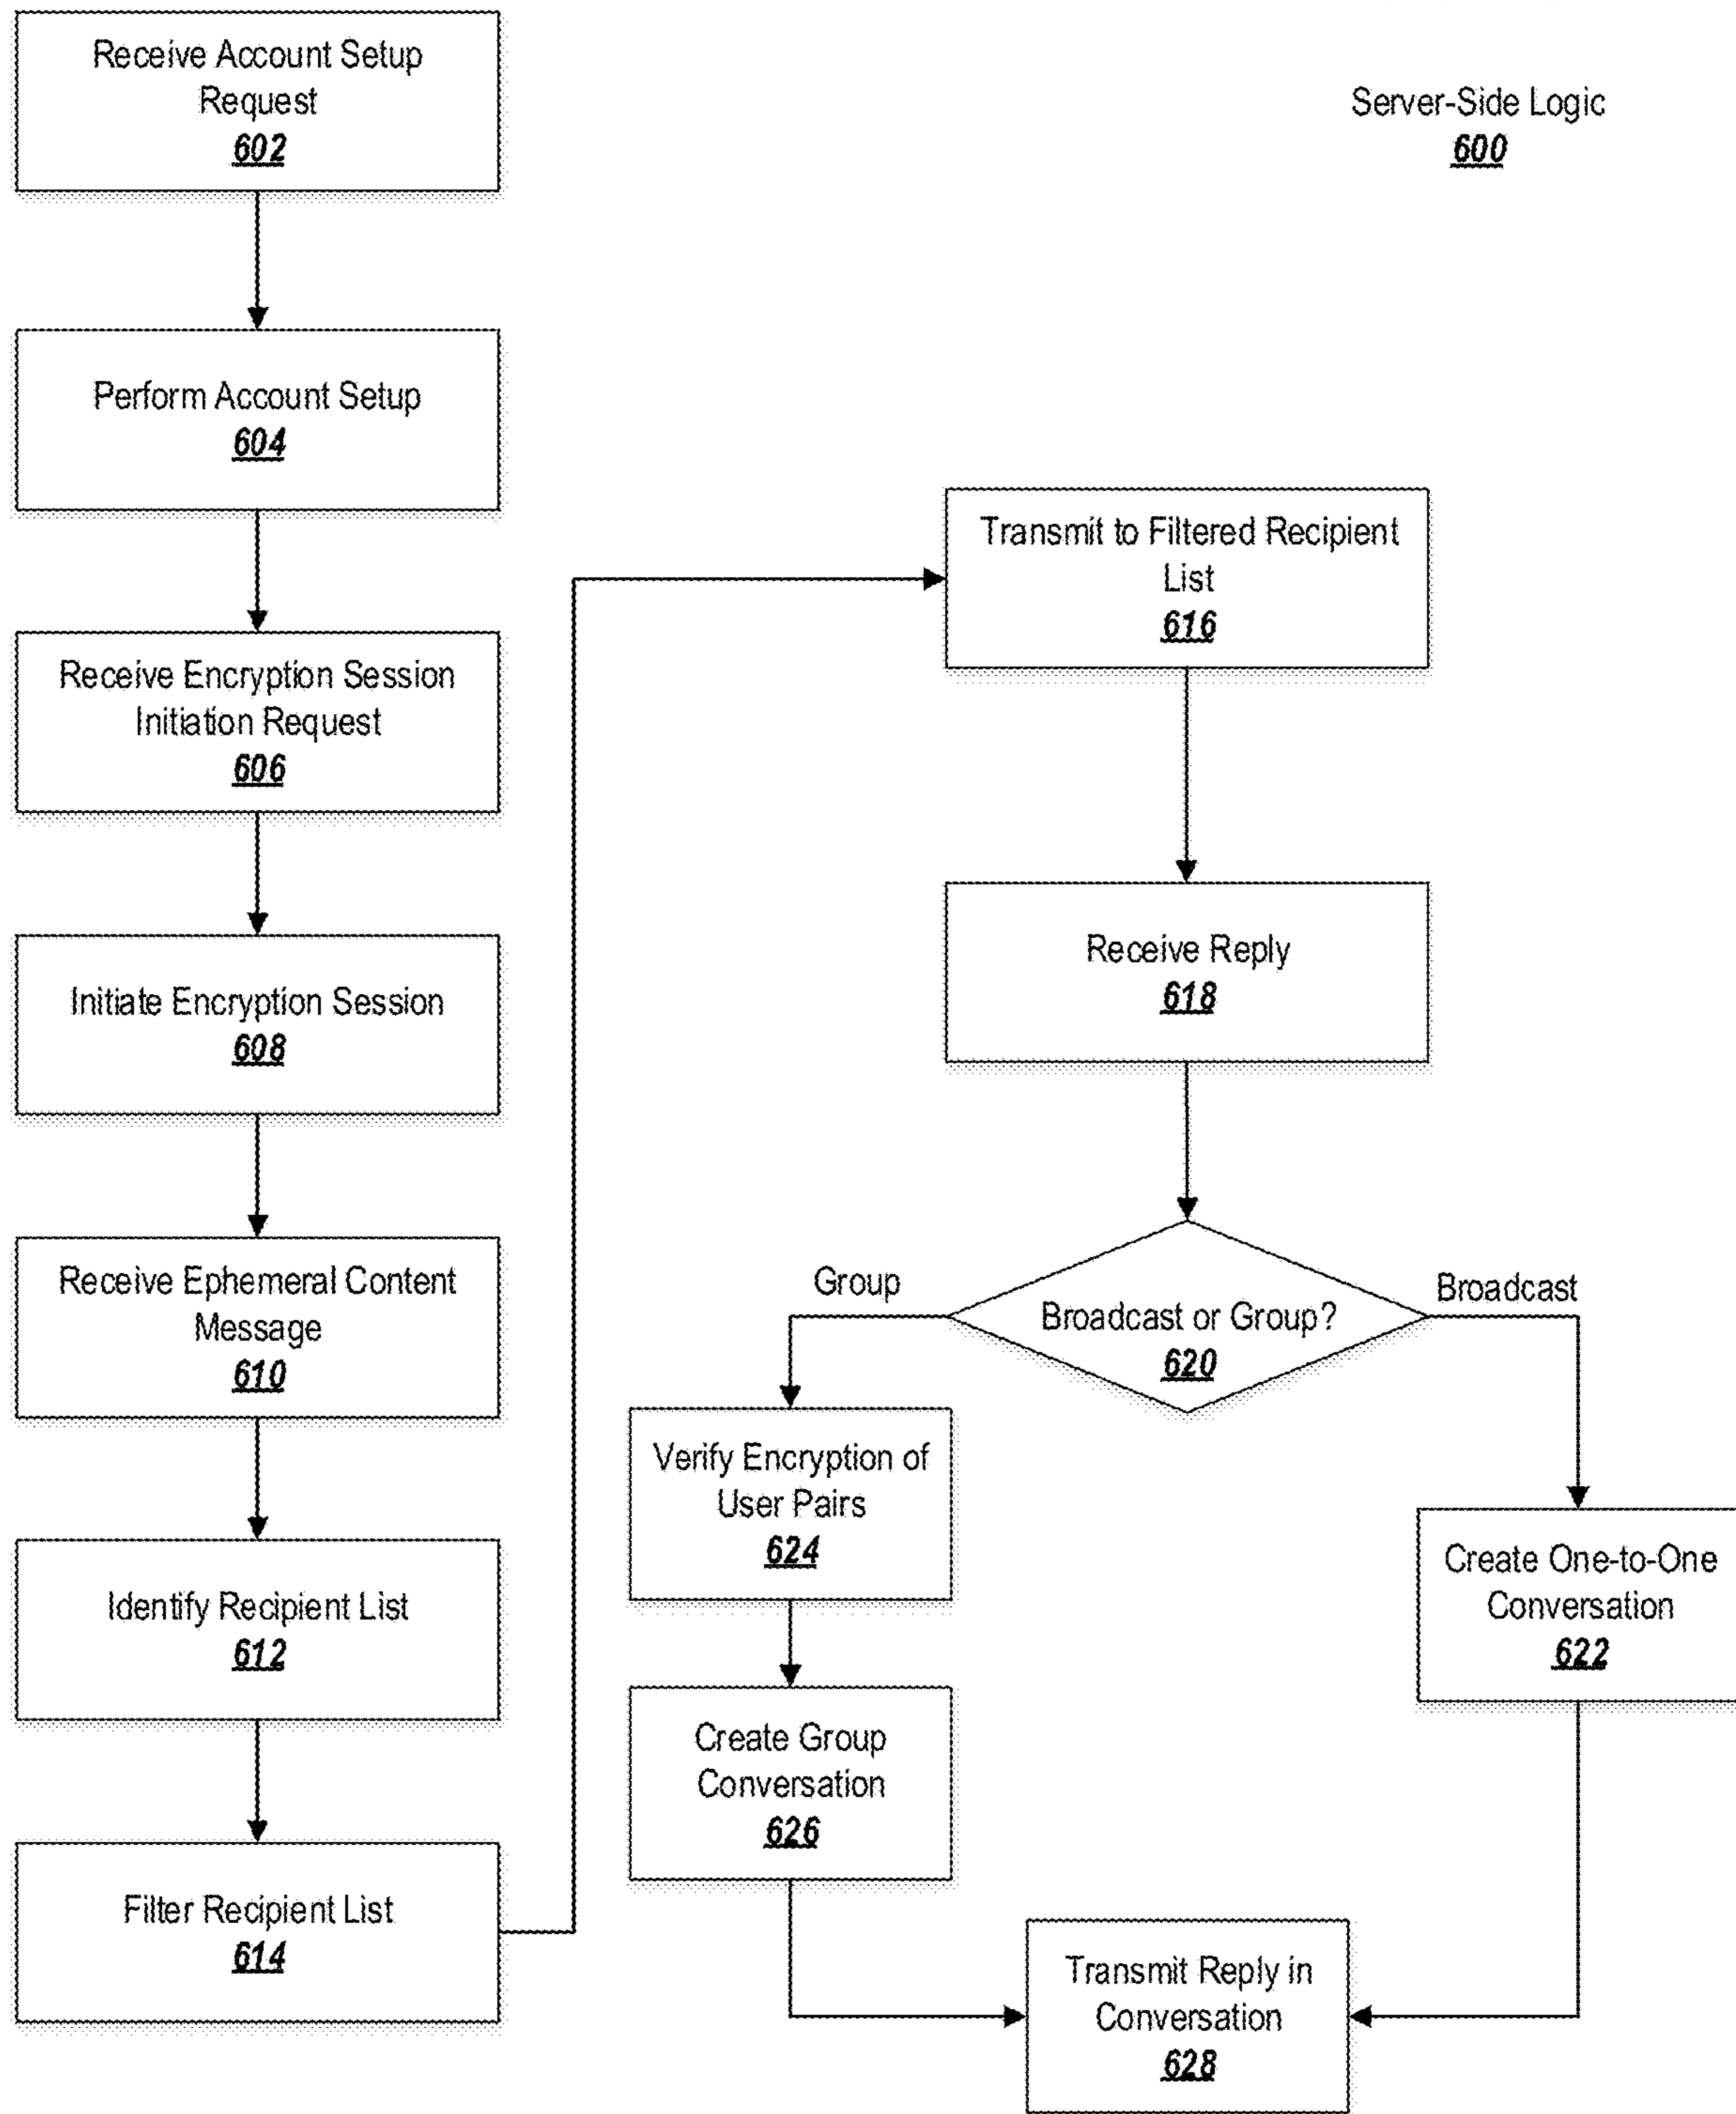 Receive Account Setup
Request
602
Server-Side Logic
600
Perform Account Setup
604
Receive Encryption Session
Initiation Request
606
Initiate Encryption Session
608
Receive Ephemeral Content
Message
610
Identify Recipient List
612
Filter Recipient List
614
Transmit to Filtered Recipient
List
616
Receive Reply
618
Broadcast or Group?
620
Group
Broadcast
Verify Encryption of
User Pairs
624
Create Group
Conversation
626
Create One-to-One
Conversation
622
Transmit Reply in
Conversation
628